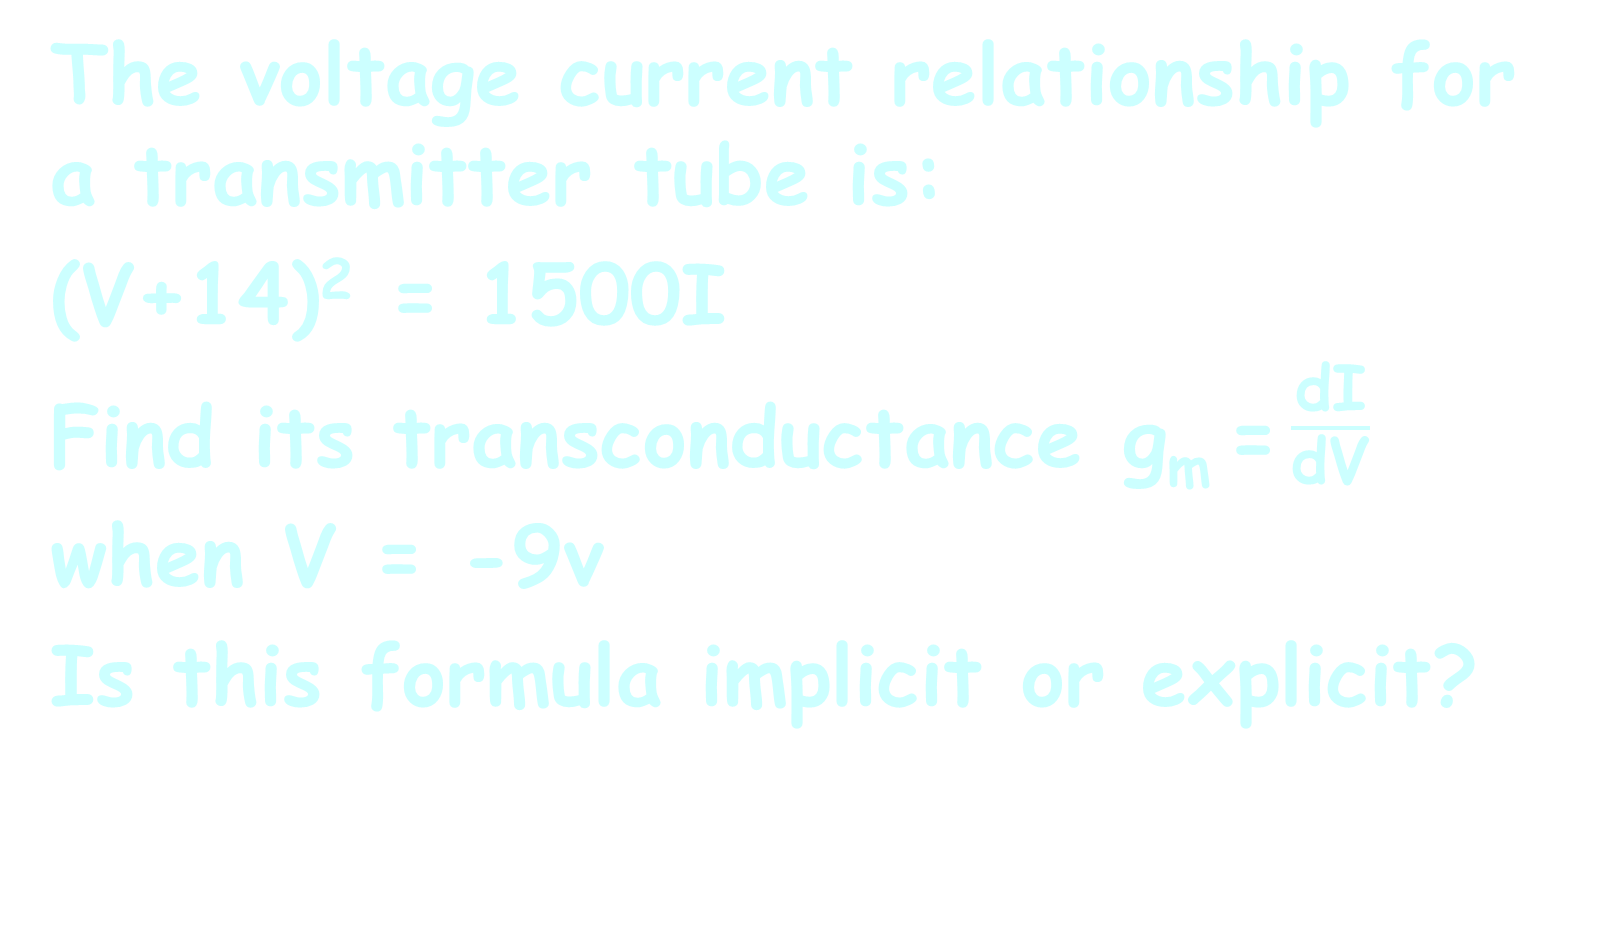 The voltage current relationship for
a transmitter tube is:
(V+14)² = 1500I
Find its transconductance gₘ = dI/dV
when V = -9v
Is this formula implicit or explicit?